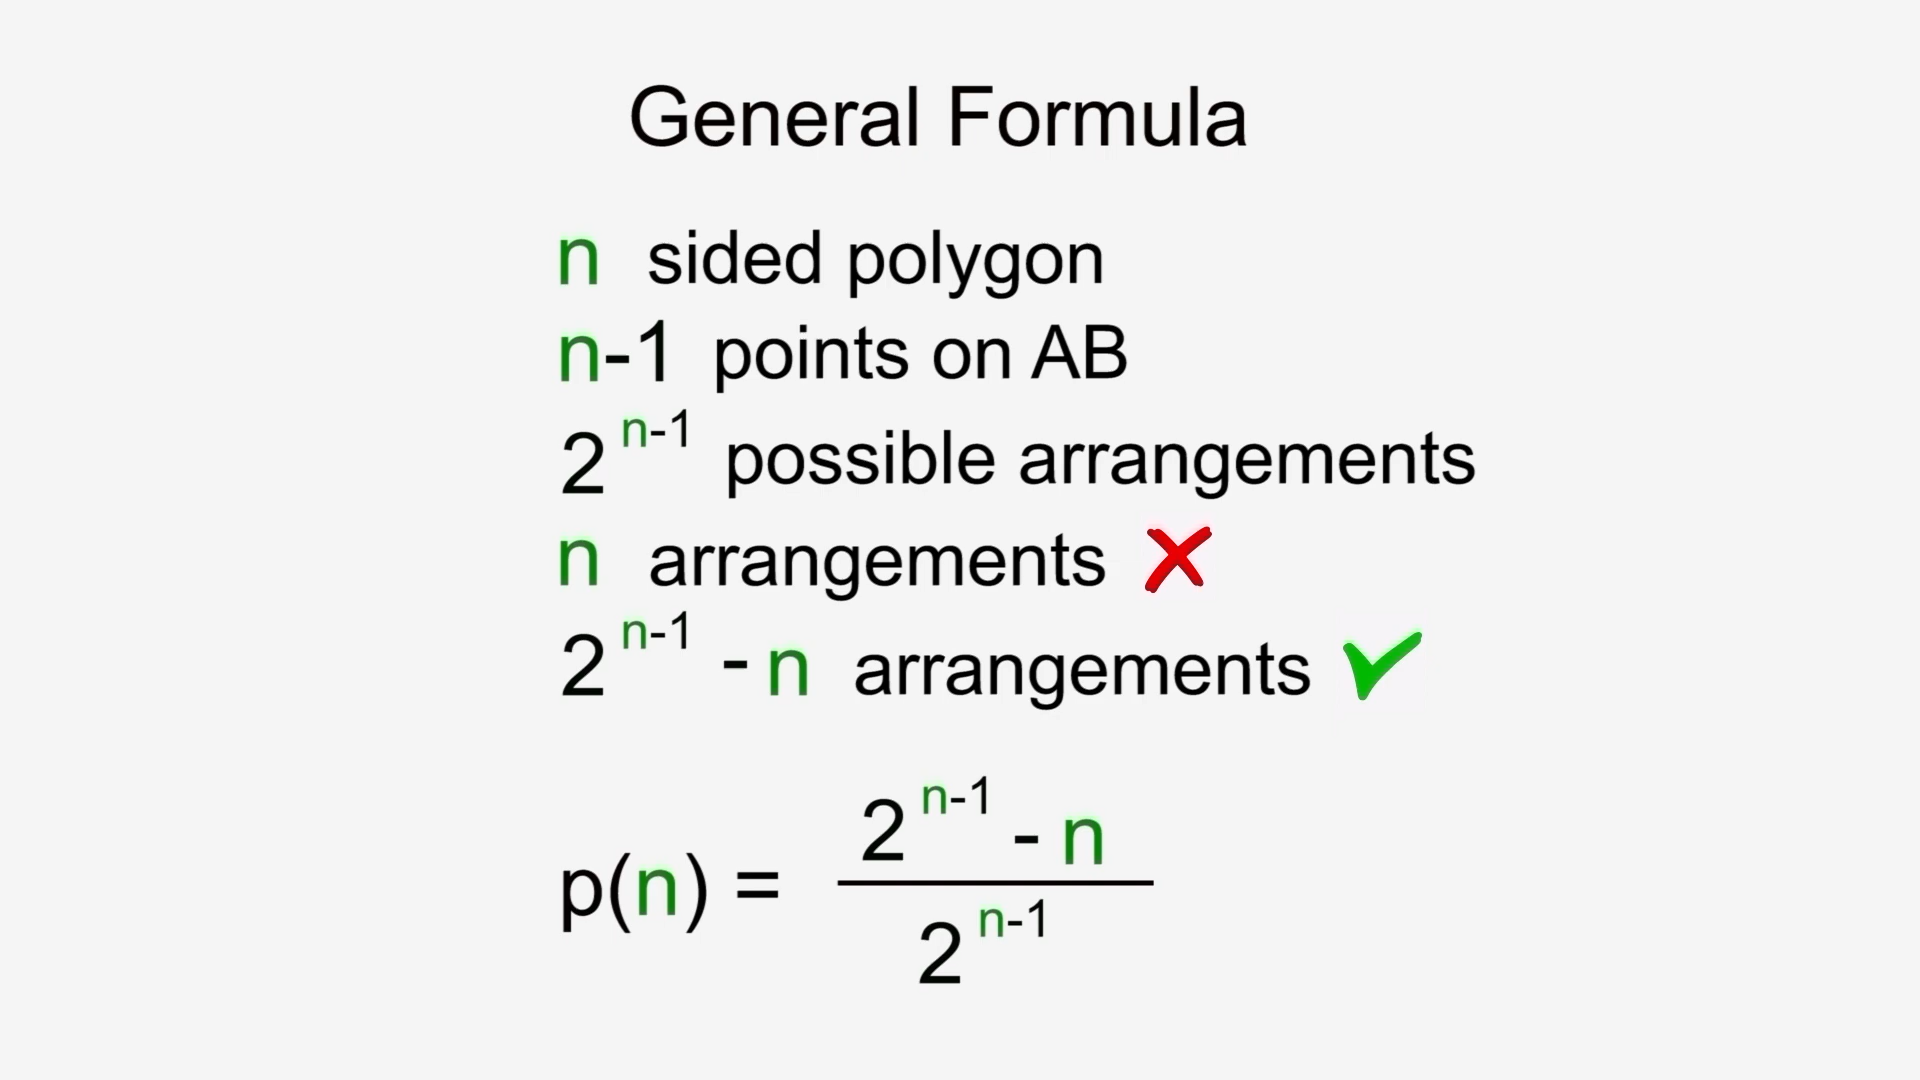 General Formula
n sided polygon
n-1 points on AB
2^(n-1) possible arrangements
n arrangements ✗
2^(n-1) - n arrangements ✓
p(n) = (2^(n-1) - n) / 2^(n-1)